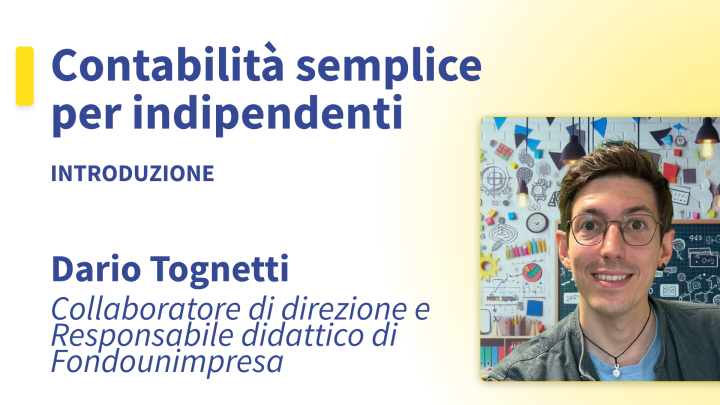 Contabilità semplice
per indipendenti
INTRODUZIONE
Dario Tognetti
Collaboratore di direzione e
Responsabile didattico di
Fondounimpresa